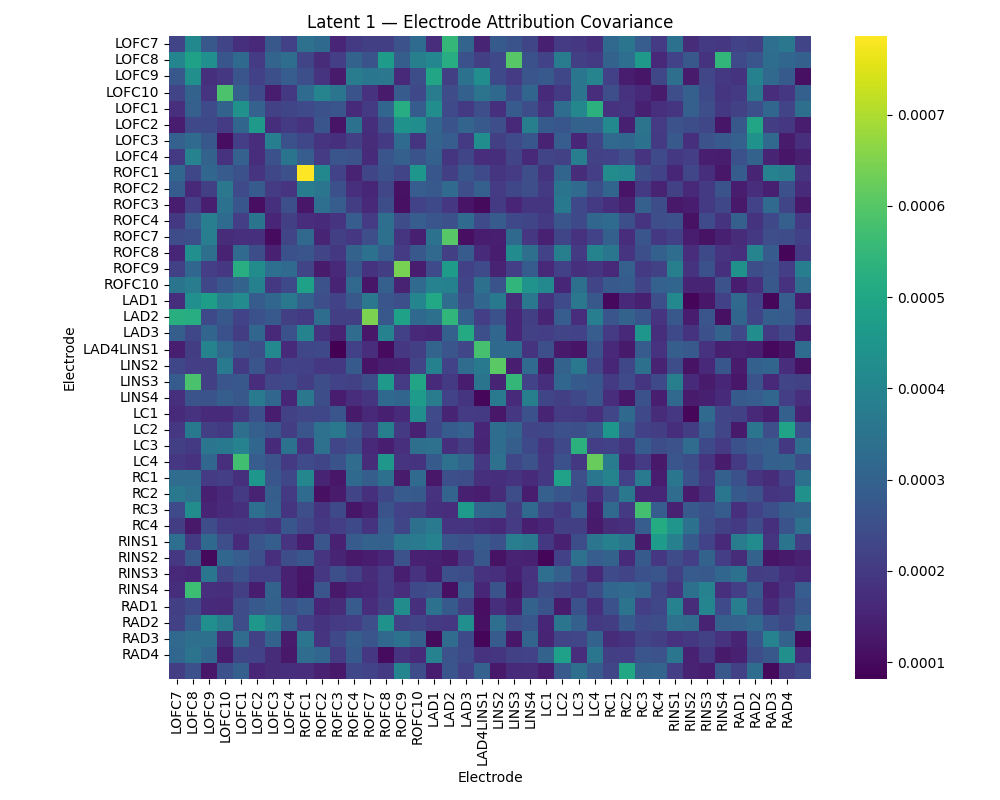 Latent 1 — Electrode Attribution Covariance
LOFC7
LOFC8
LOFC9
LOFC10
LOFC1
LOFC2
LOFC3
LOFC4
ROFC1
ROFC2
ROFC3
ROFC4
ROFC7
ROFC8
ROFC9
ROFC10
LAD1
LAD2
LAD3
LAD4LINS1
LINS2
LINS3
LINS4
LC1
LC2
LC3
LC4
RC1
RC2
RC3
RC4
RINS1
RINS2
RINS3
RINS4
RAD1
RAD2
RAD3
RAD4
Electrode
LOFC7
LOFC8
LOFC9
LOFC10
LOFC1
LOFC2
LOFC3
LOFC4
ROFC1
ROFC2
ROFC3
ROFC4
ROFC7
ROFC8
ROFC9
ROFC10
LAD1
LAD2
LAD3
LAD4LINS1
LINS2
LINS3
LINS4
LC1
LC2
LC3
LC4
RC1
RC2
RC3
RC4
RINS1
RINS2
RINS3
RINS4
RAD1
RAD2
RAD3
RAD4
Electrode
0.0007
0.0006
0.0005
0.0004
0.0003
0.0002
0.0001